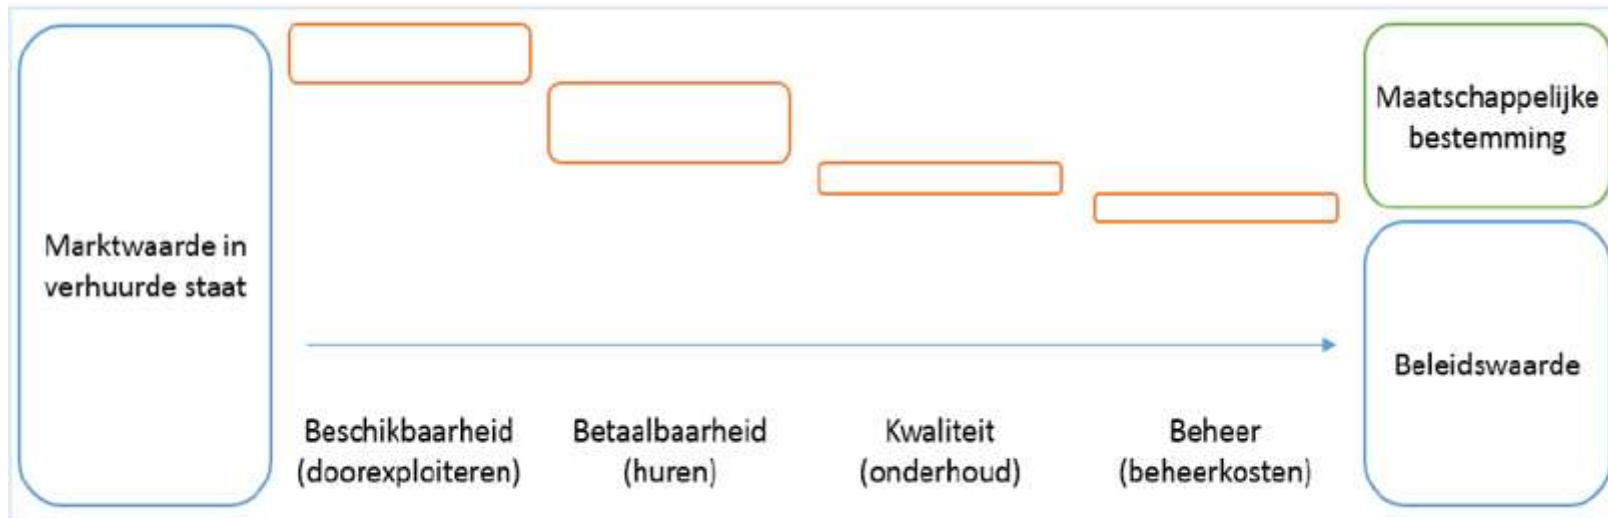 Marktwaarde in
verhuurde staat
Beschikbaarheid
(doorexploiteren)
Betaalbaarheid
(huren)
Kwaliteit
(onderhoud)
Beheer
(beheerkosten)
Maatschappelijke
bestemming
Beleidswaarde